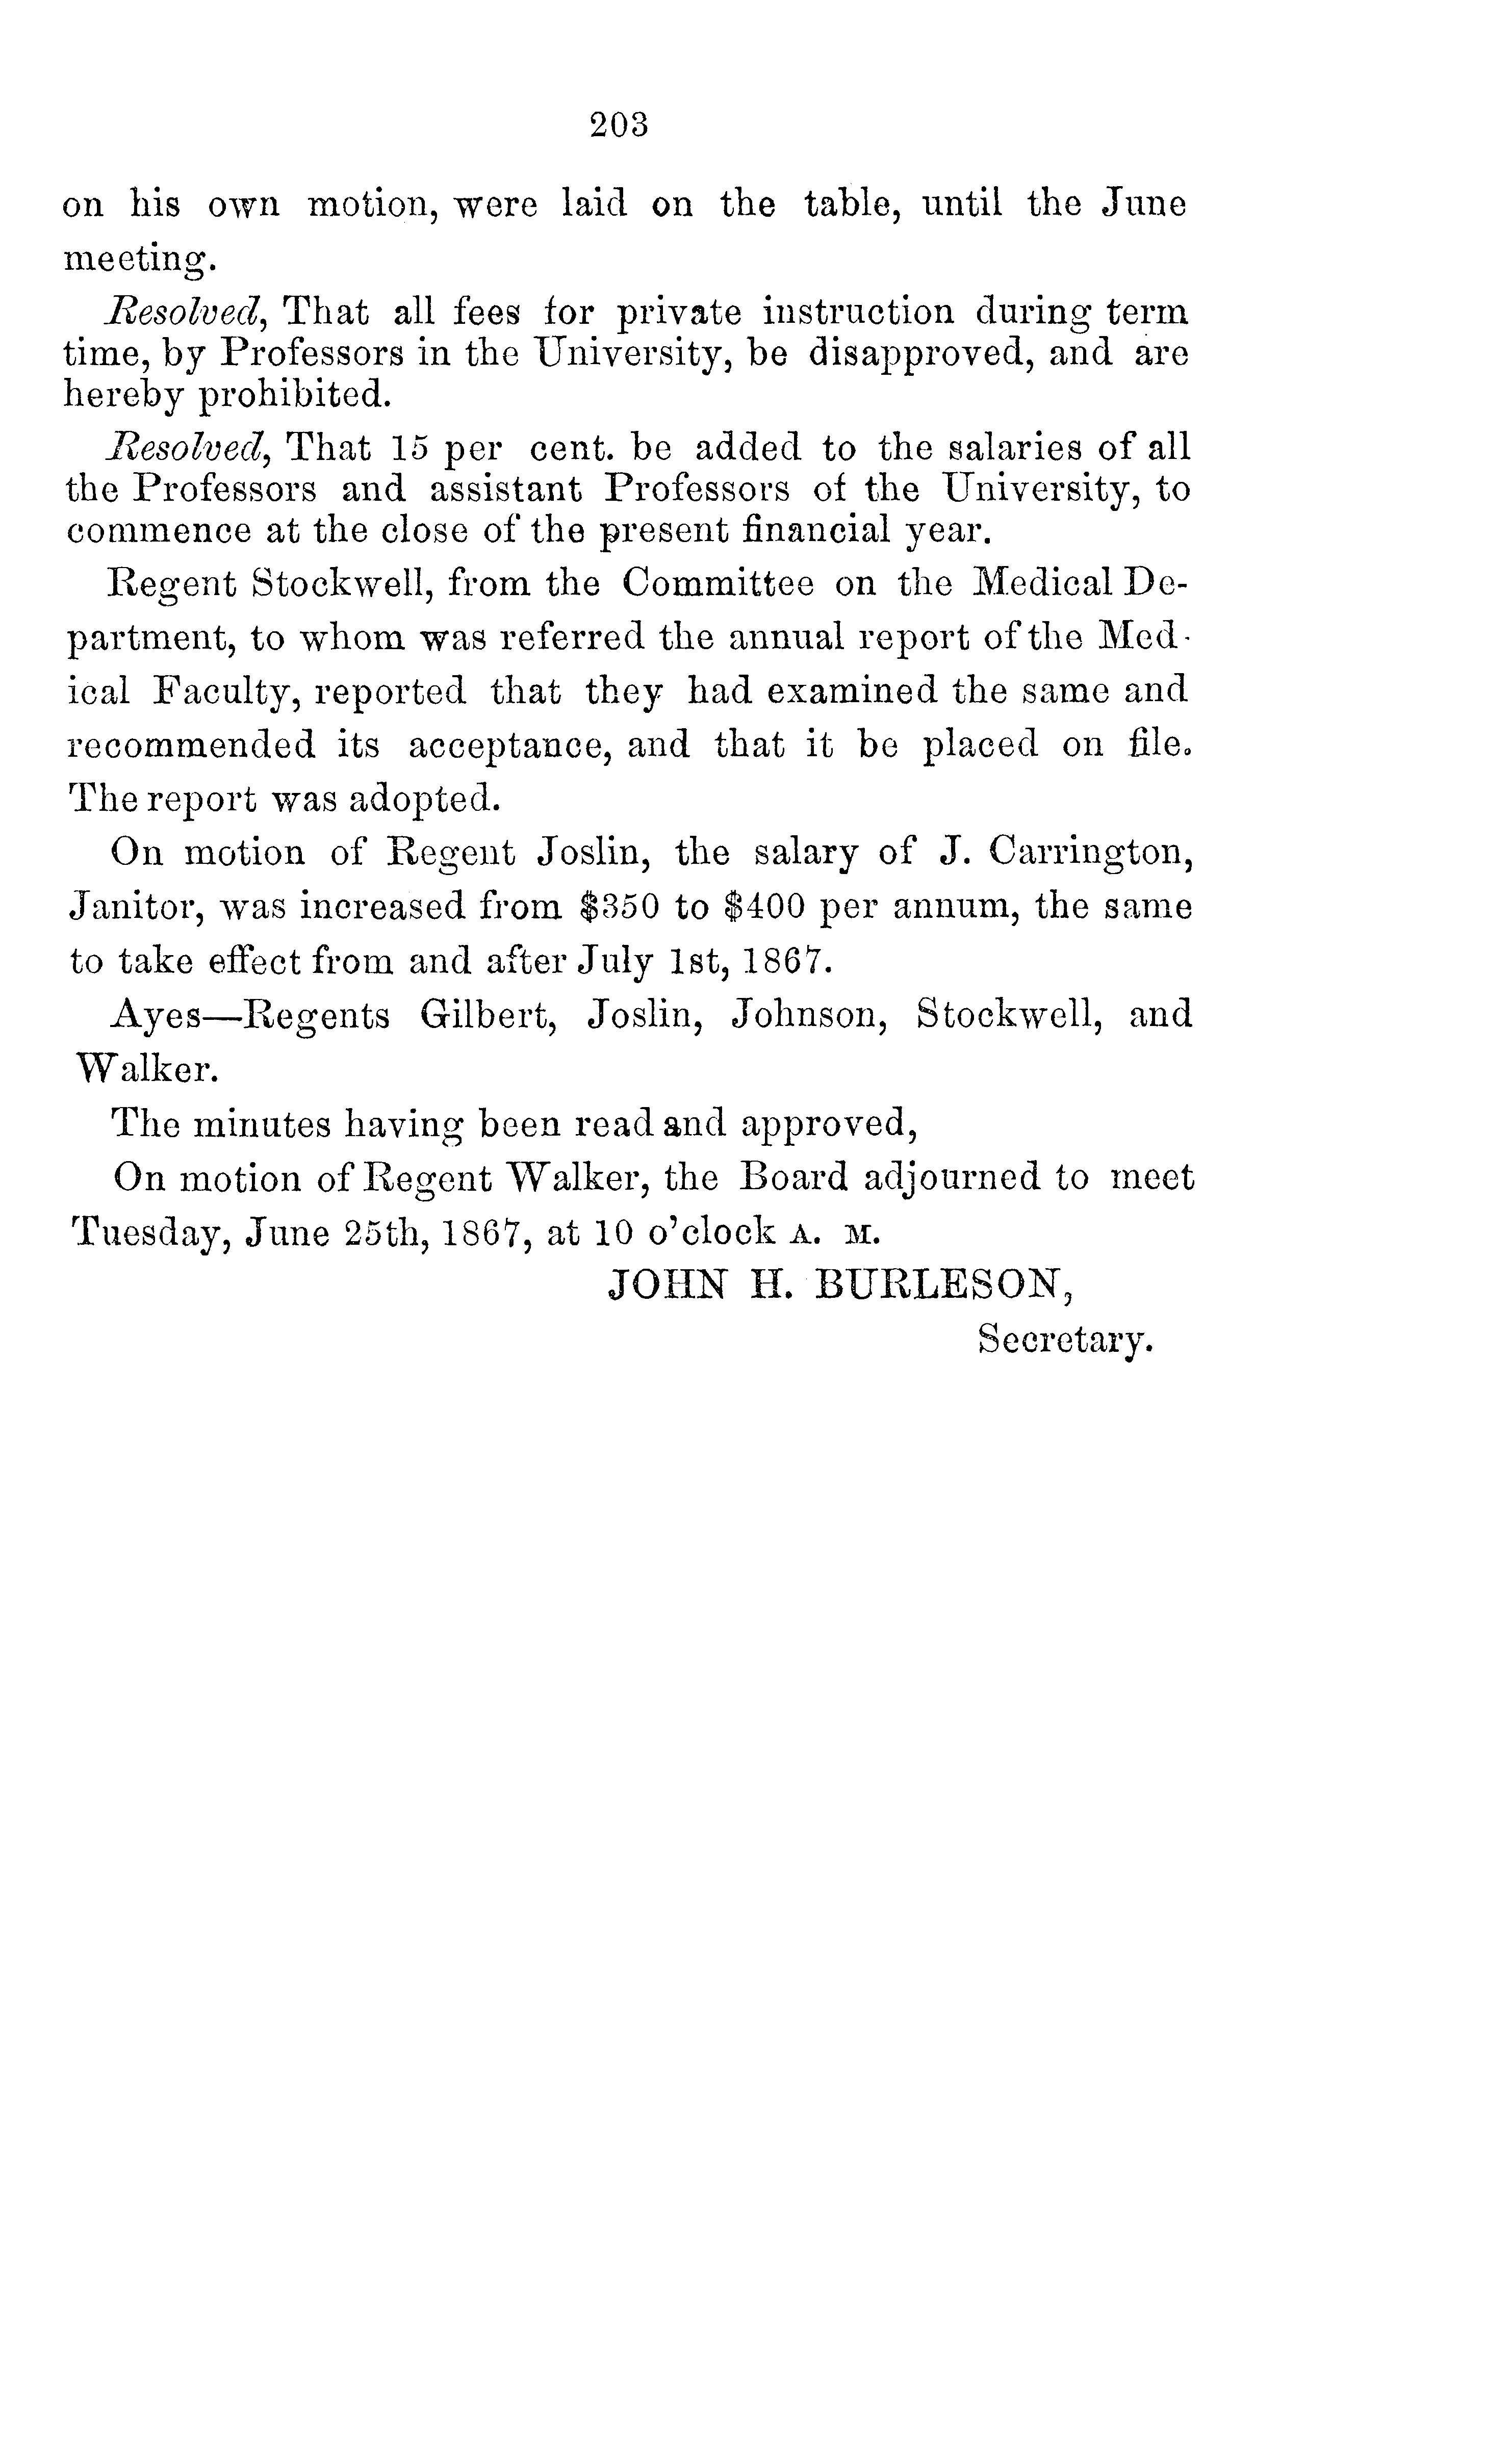 203
on his own motion, were laid on the table, until the June
meeting.
Resolved, That all fees for private instruction during term
time, by Professors in the University, be disapproved, and are
hereby prohibited.
Resolved, That 15 per cent. be added to the salaries of all
the Professors and assistant Professors of the University, to
commence at the close of the present financial year.
Regent Stockwell, from the Committee on the Medical De-
partment, to whom was referred the annual report of the Med-
ical Faculty, reported that they had examined the same and
recommended its acceptance, and that it be placed on file.
The report was adopted.
On motion of Regent Joslin, the salary of J. Carrington,
Janitor, was increased from $350 to $400 per annum, the same
to take effect from and after July 1st, 1867.
Ayes—Regents Gilbert, Joslin, Johnson, Stockwell, and
Walker.
The minutes having been read and approved,
On motion of Regent Walker, the Board adjourned to meet
Tuesday, June 25th, 1867, at 10 o'clock A. M.
JOHN H. BURLESON,
Secretary.